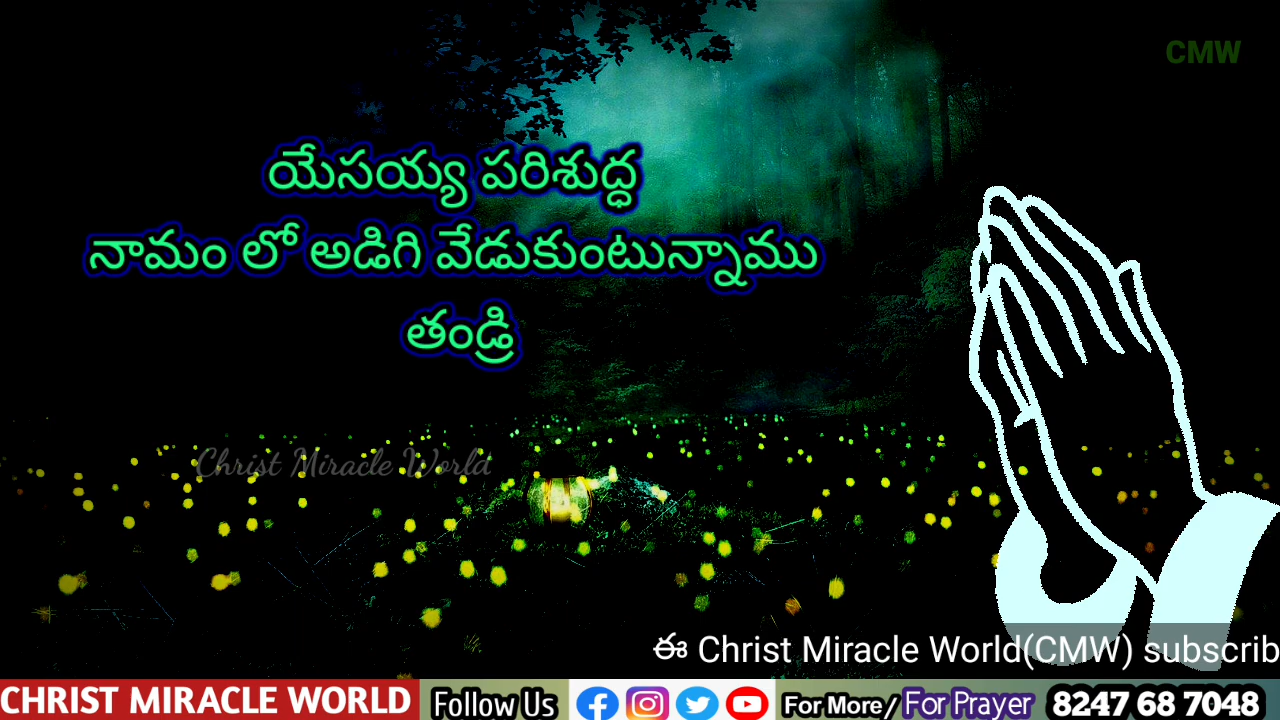 CMW
యేసయ్య పరిశుద్ధ
నామం లో అడిగి వేడుకుంటున్నాము
తండ్రి
Christ Miracle World
ఈ Christ Miracle World(CMW) subscrib
CHRIST MIRACLE WORLD Follow Us For More/ For Prayer 8247 68 7048